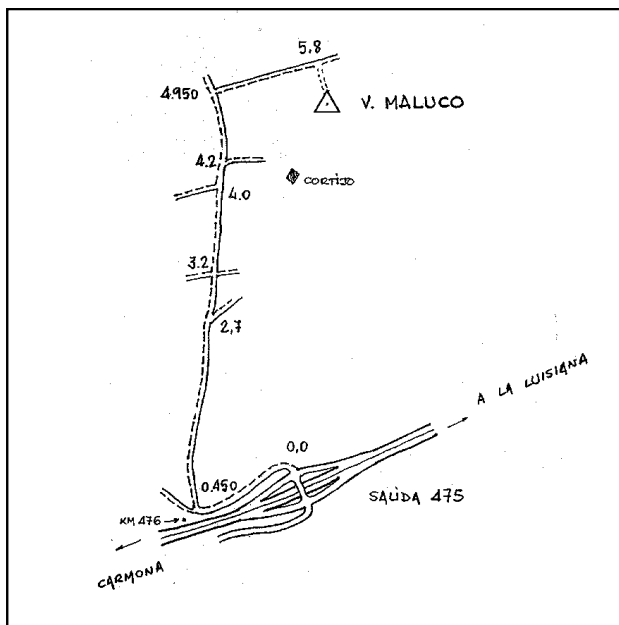 5,8
4.950
V. MALUCO
4.2
CORTIJO
4.0
3.2
2,7
A LA LUISIANA
0,0
0.450
SALIDA 475
KM 476
CARMONA